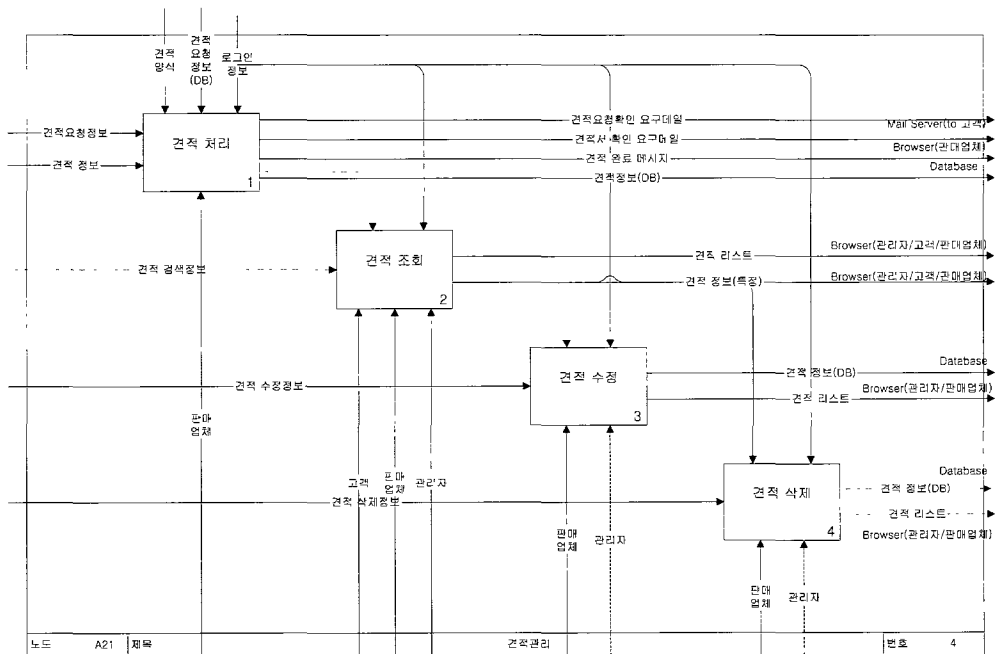 견적
양식
견적
요청
정보
(DB)
로그인
정보
견적요청정보
견적 정보
견적 처리
1
견적요청확인 요구메일
Mail Server(to 고객)
견적서 확인 요구메일
Browser(판매업체)
견적 완료 메시지
Database
견적정보(DB)
견적 검색정보
견적 조회
2
견적 리스트
Browser(관리자/고객/판매업체)
견적 정보(특정)
Browser(관리자/고객/판매업체)
견적 수정정보
견적 수정
3
Database
견적 정보(DB)
Browser(관리자/판매업체)
견적 리스트
판매
업체
고객
판매
업체
관리자
견적 삭제정보
견적 삭제
4
Database
견적 정보(DB)
견적 리스트
Browser(관리자/판매업체)
판매
업체
관리자
판매
업체
관리자
노드 A21 제목 견적관리 번호 4